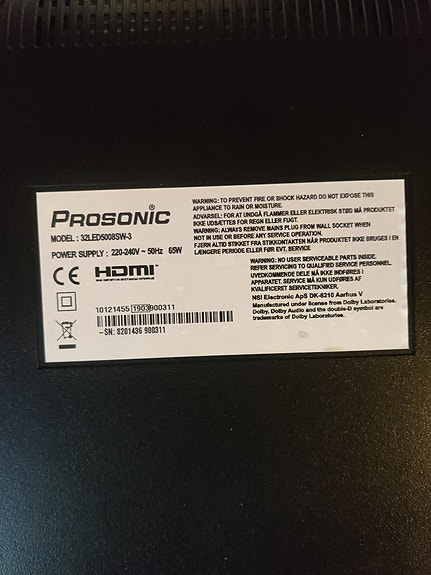 PROSONIC®
MODEL : 32LED5008SW-3
POWER SUPPLY : 220-240V ~ 50Hz 65W
CE HDMI™
HIGH-DEFINITION MULTIMEDIA INTERFACE
10121455 1903 900311
-SN: 8201436 900311
WARNING: TO PREVENT FIRE OR SHOCK HAZARD DO NOT EXPOSE THIS
APPLIANCE TO RAIN OR MOISTURE.
ADVARSEL: FOR AT UNDGÅ FLAMMER ELLER ELEKTRISK STØD MÅ PRODUKTET
IKKE UDSÆTTES FOR REGN ELLER FUGT.
WARNING: ALWAYS REMOVE MAINS PLUG FROM WALL SOCKET WHEN
NOT IN USE OR BEFORE ANY SERVICE OPERATION.
FJERN ALTID STIKKET FRA STIKKONTAKTEN NÅR PRODUKTET IKKE BRUGES I EN
LÆNGERE PERIODE ELLER FØR EVT. SERVICE.
WARNING: NO USER SERVICEABLE PARTS INSIDE.
REFER SERVICING TO QUALIFIED SERVICE PERSONNEL.
UVEDKOMMENDE DELE MÅ IKKE INDFØRES I
APPARATET. SERVICE MÅ KUN UDFØRES AF
KVALIFICERET SERVICETEKNIKER.
NSI Electronic ApS DK-8210 Aarhus V
Manufactured under license from Dolby Laboratories.
Dolby, Dolby Audio and the double-D symbol are
trademarks of Dolby Laboratories.